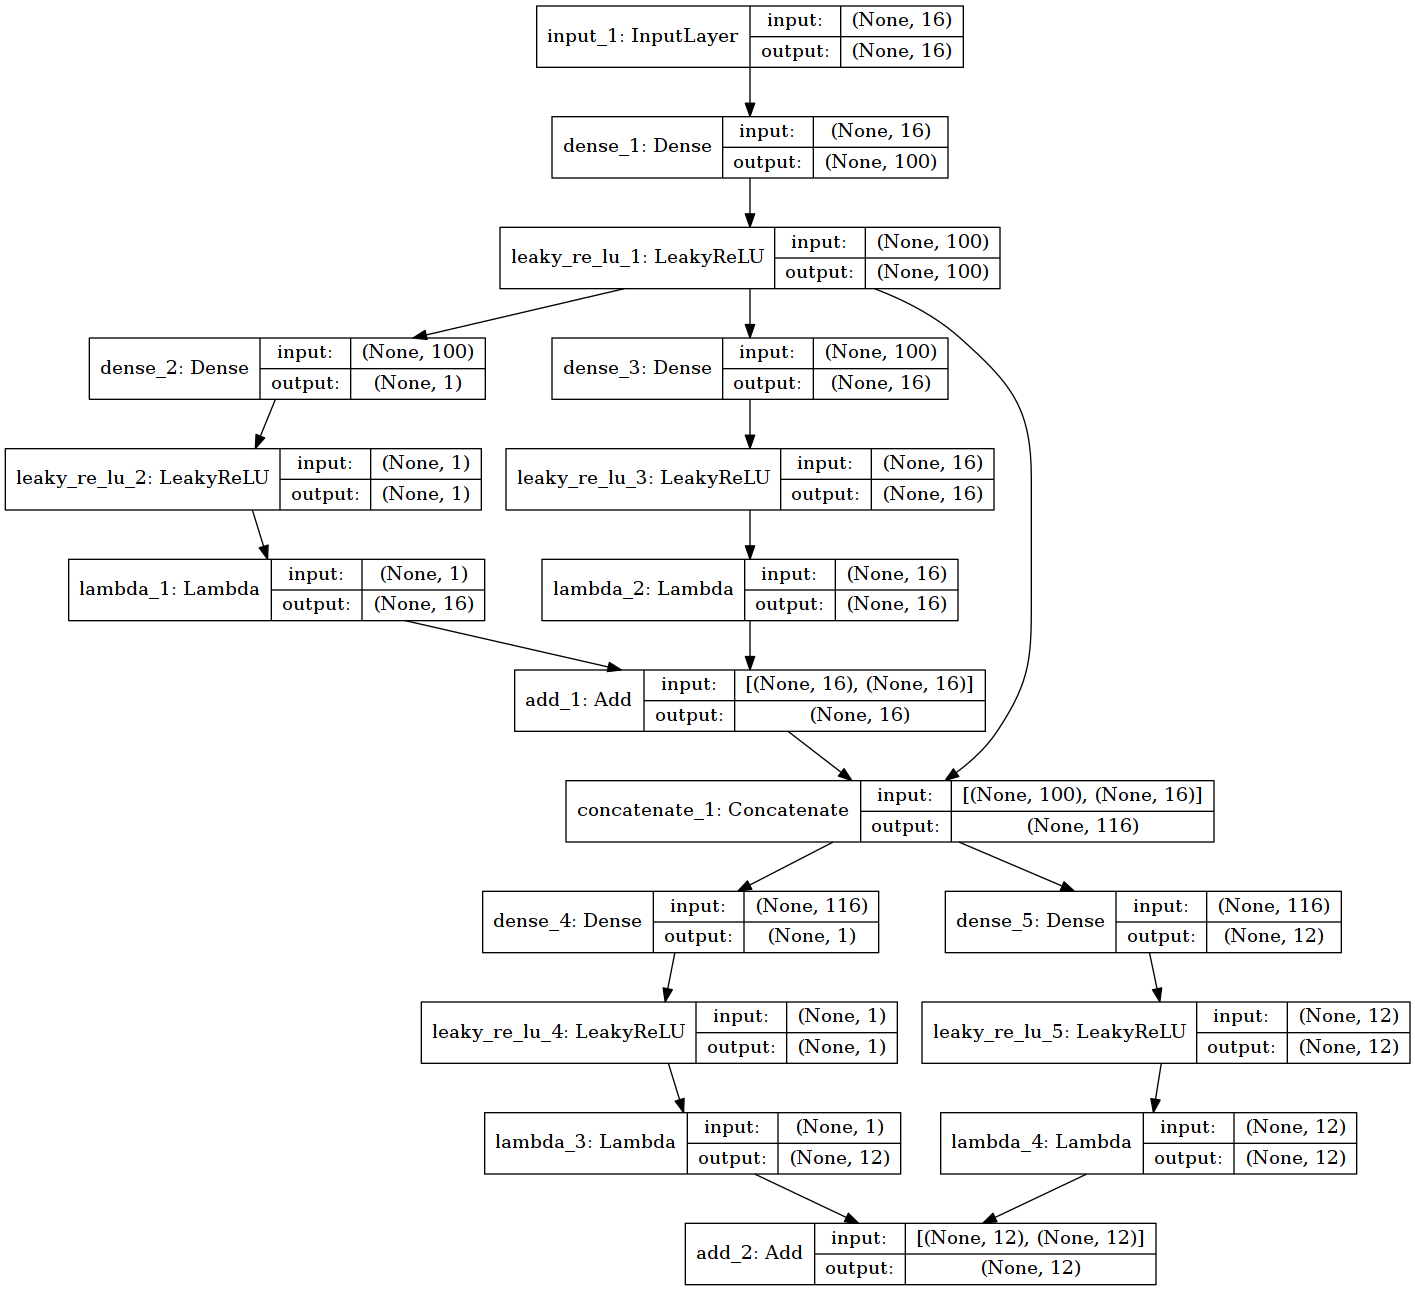 input_1: InputLayer
input: (None, 16)
output: (None, 16)
dense_1: Dense
input: (None, 16)
output: (None, 100)
leaky_re_lu_1: LeakyReLU
input: (None, 100)
output: (None, 100)
dense_2: Dense
input: (None, 100)
output: (None, 1)
dense_3: Dense
input: (None, 100)
output: (None, 16)
leaky_re_lu_2: LeakyReLU
input: (None, 1)
output: (None, 1)
leaky_re_lu_3: LeakyReLU
input: (None, 16)
output: (None, 16)
lambda_1: Lambda
input: (None, 1)
output: (None, 16)
lambda_2: Lambda
input: (None, 16)
output: (None, 16)
add_1: Add
input: [(None, 16), (None, 16)]
output: (None, 16)
concatenate_1: Concatenate
input: [(None, 100), (None, 16)]
output: (None, 116)
dense_4: Dense
input: (None, 116)
output: (None, 1)
dense_5: Dense
input: (None, 116)
output: (None, 12)
leaky_re_lu_4: LeakyReLU
input: (None, 1)
output: (None, 1)
leaky_re_lu_5: LeakyReLU
input: (None, 12)
output: (None, 12)
lambda_3: Lambda
input: (None, 1)
output: (None, 12)
lambda_4: Lambda
input: (None, 12)
output: (None, 12)
add_2: Add
input: [(None, 12), (None, 12)]
output: (None, 12)